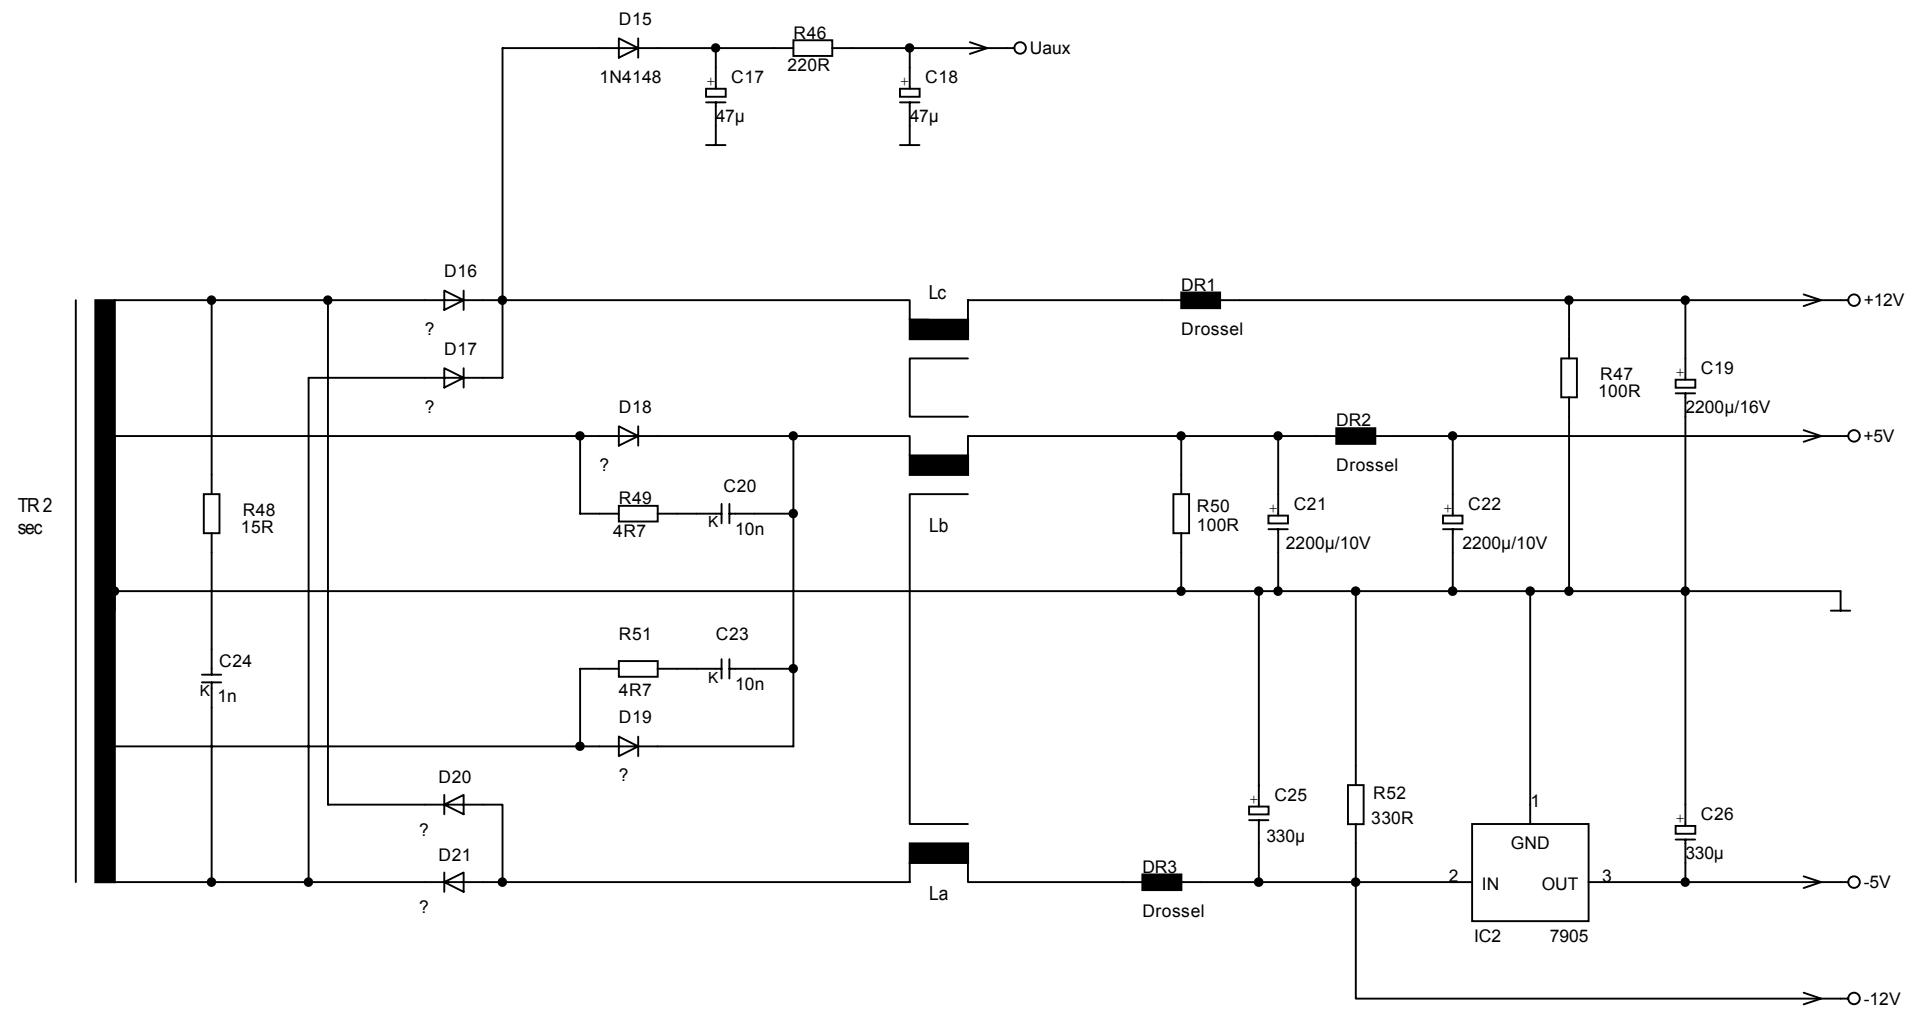 D15
1N4148
+
C17
47µ
R46
220R
+
C18
47µ
Uaux
D16
?
D17
?
Lc
DR1
Drossel
+12V
R47
100R
+
C19
2200µ/16V
D18
?
R49
4R7
C20
K
10n
DR2
Drossel
+5V
TR 2
sec
R48
15R
Lb
R50
100R
+
C21
2200µ/10V
+
C22
2200µ/10V
C24
K
1n
R51
4R7
C23
K
10n
D19
?
D20
?
D21
?
La
DR3
Drossel
+
C25
330µ
R52
330R
1
GND
2
IN
OUT
3
IC2
7905
+
C26
330µ
-5V
-12V